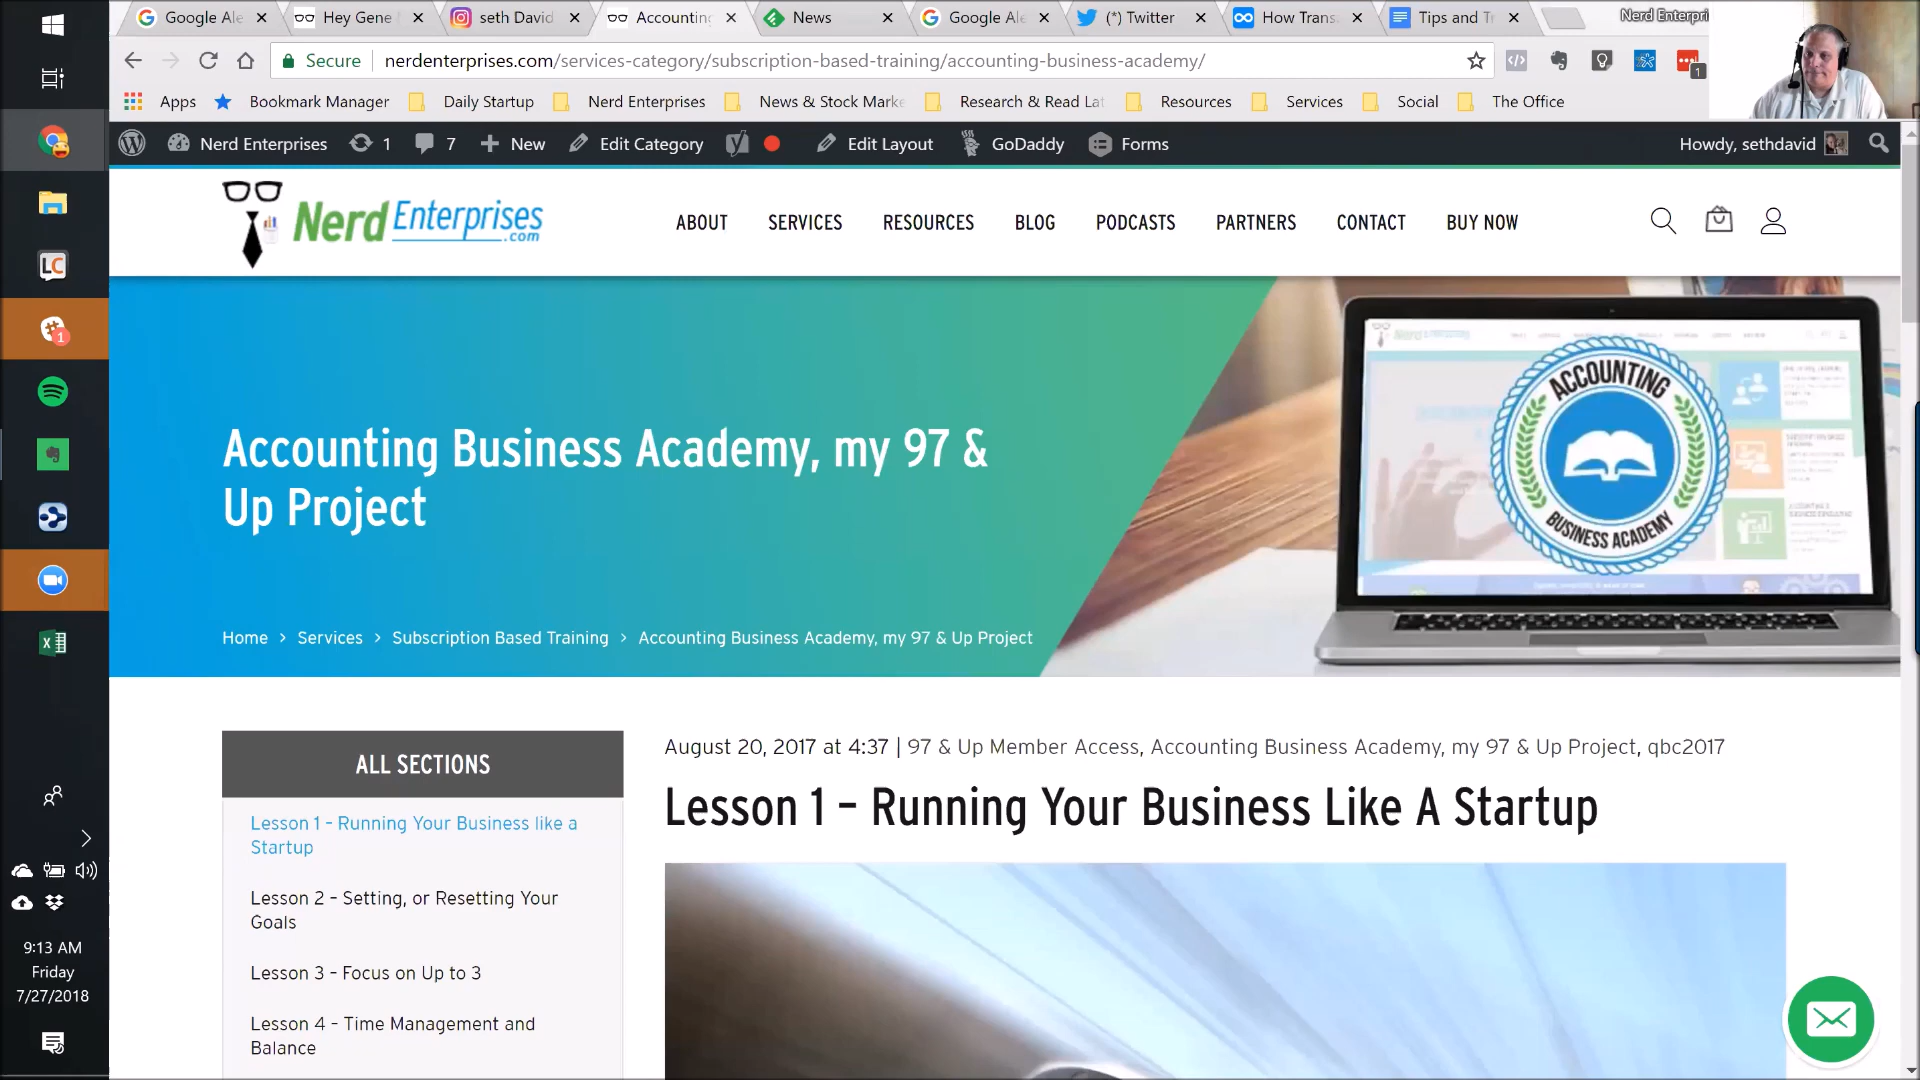 Google Ale
Hey Gene
seth David
Accounting
News
Google Ale
(*) Twitter
How Trans
Tips and T
Nerd Enterpri
Secure
nerdenterprises.com/services-category/subscription-based-training/accounting-business-academy/
1
Apps
Bookmark Manager
Daily Startup
Nerd Enterprises
News & Stock Marke
Research & Read Lat
Resources
Services
Social
The Office
Nerd Enterprises
1
7
New
Edit Category
Edit Layout
GoDaddy
Forms
Howdy, sethdavid
Nerd Enterprises
.com
ABOUT
SERVICES
RESOURCES
BLOG
PODCASTS
PARTNERS
CONTACT
BUY NOW
LC
1
ACCOUNTING
BUSINESS ACADEMY
Accounting Business Academy, my 97 &
Up Project
Home > Services > Subscription Based Training > Accounting Business Academy, my 97 & Up Project
ALL SECTIONS
Lesson 1 – Running Your Business like a
Startup
Lesson 2 – Setting, or Resetting Your
Goals
Lesson 3 – Focus on Up to 3
Lesson 4 – Time Management and
Balance
August 20, 2017 at 4:37 | 97 & Up Member Access, Accounting Business Academy, my 97 & Up Project, qbc2017
Lesson 1 – Running Your Business Like A Startup
9:13 AM
Friday
7/27/2018